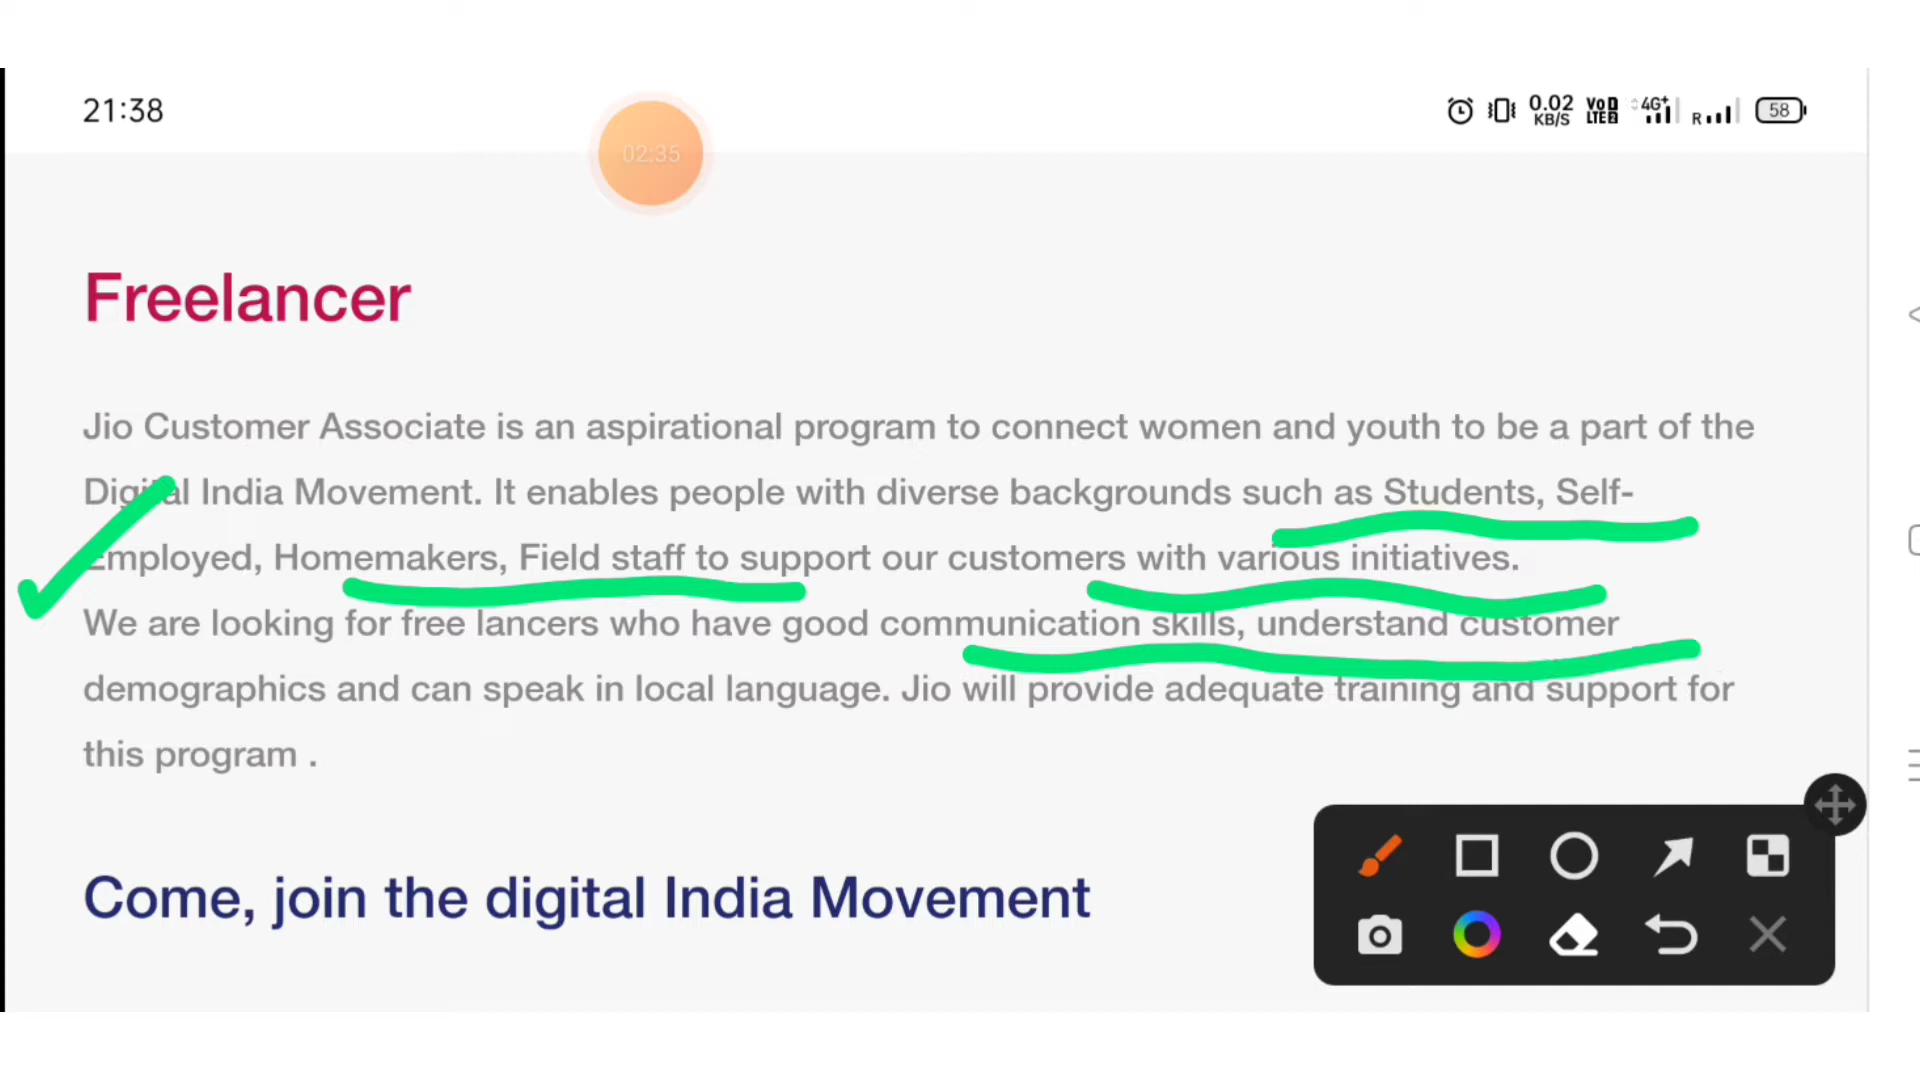 21:38
02:35
0.02 KB/S VoD LTE2 4G+ R 58
Freelancer
Jio Customer Associate is an aspirational program to connect women and youth to be a part of the
Digital India Movement. It enables people with diverse backgrounds such as Students, Self-
Employed, Homemakers, Field staff to support our customers with various initiatives.
We are looking for free lancers who have good communication skills, understand customer
demographics and can speak in local language. Jio will provide adequate training and support for
this program .
Come, join the digital India Movement